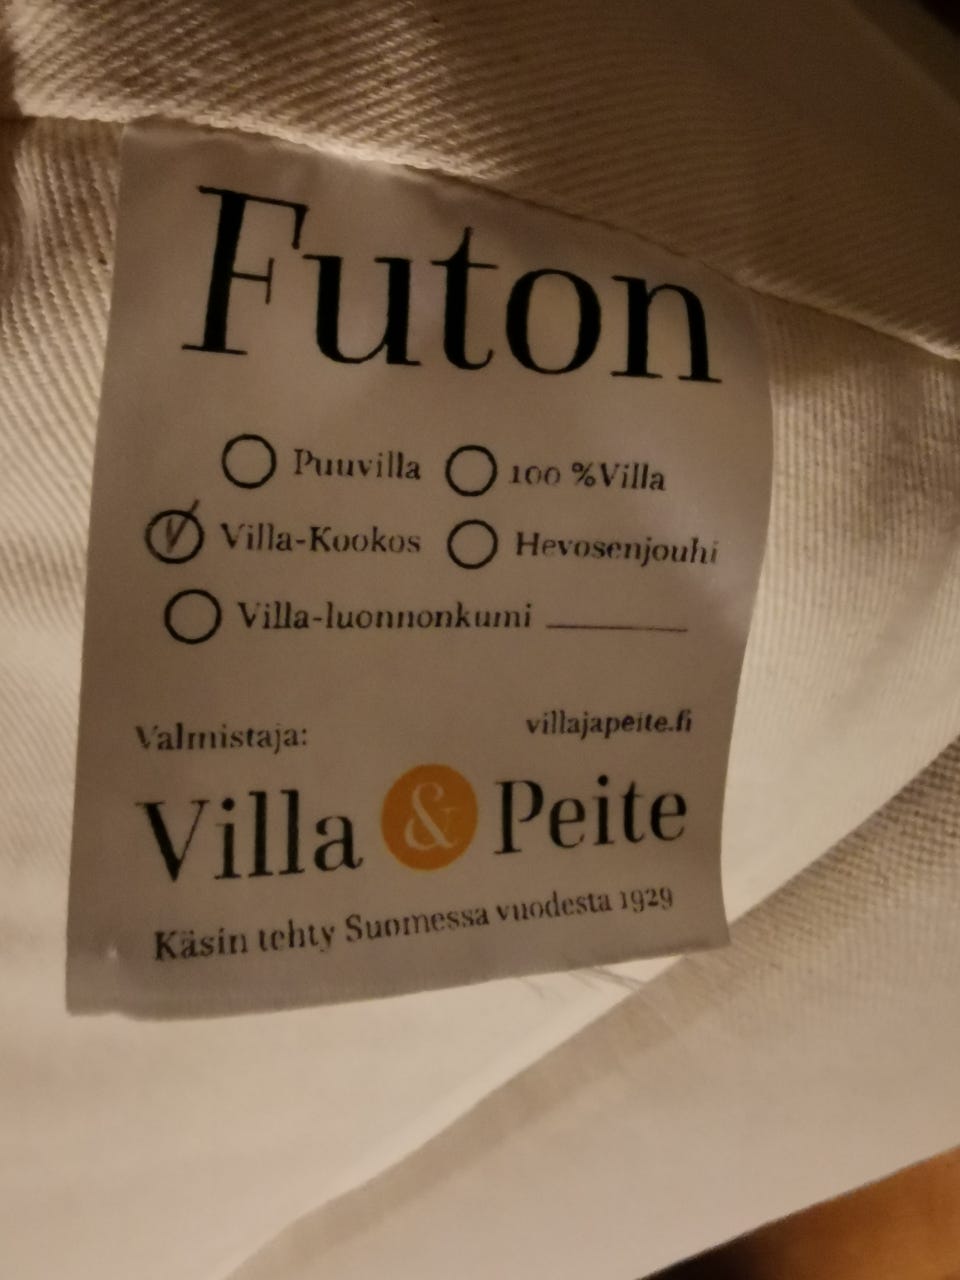 Futon
Puuvilla 100 %Villa
Villa-Kookos Hevosenjouhi
Villa-luonnonkumi ________
Valmistaja: villajapeite.fi
Villa & Peite
Käsin tehty Suomessa vuodesta 1929